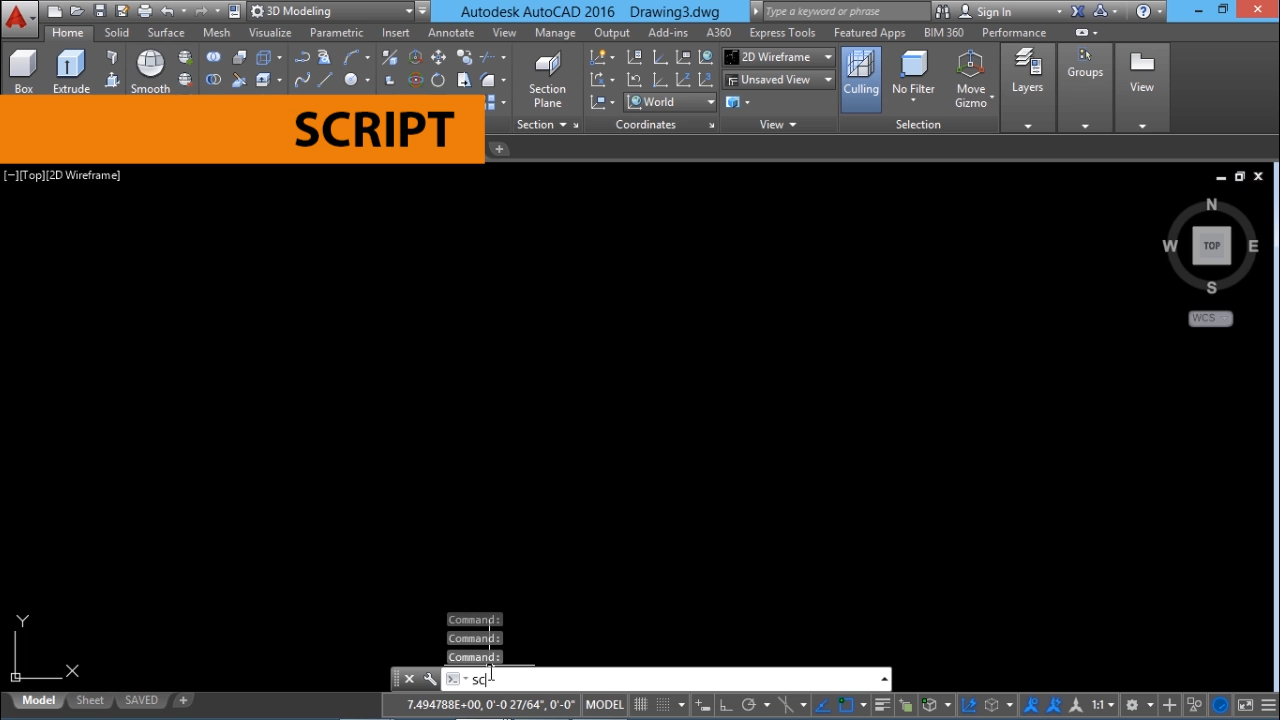 3D Modeling
Autodesk AutoCAD 2016 Drawing3.dwg
Type a keyword or phrase
Sign In
Home Solid Surface Mesh Visualize Parametric Insert Annotate View Manage Output Add-ins A360 Express Tools Featured Apps BIM 360 Performance
2D Wireframe
Unsaved View
World
Box Extrude Smooth
Section Plane
Culling No Filter
Move Gizmo
Layers
Groups
View
Section Coordinates View Selection
SCRIPT
[−][Top][2D Wireframe]
N
W TOP E
S
WCS
Y
X
Command:
Command:
Command:
sc
Model Sheet SAVED
7.494788E+00, 0'-0 27/64", 0'-0" MODEL
1:1